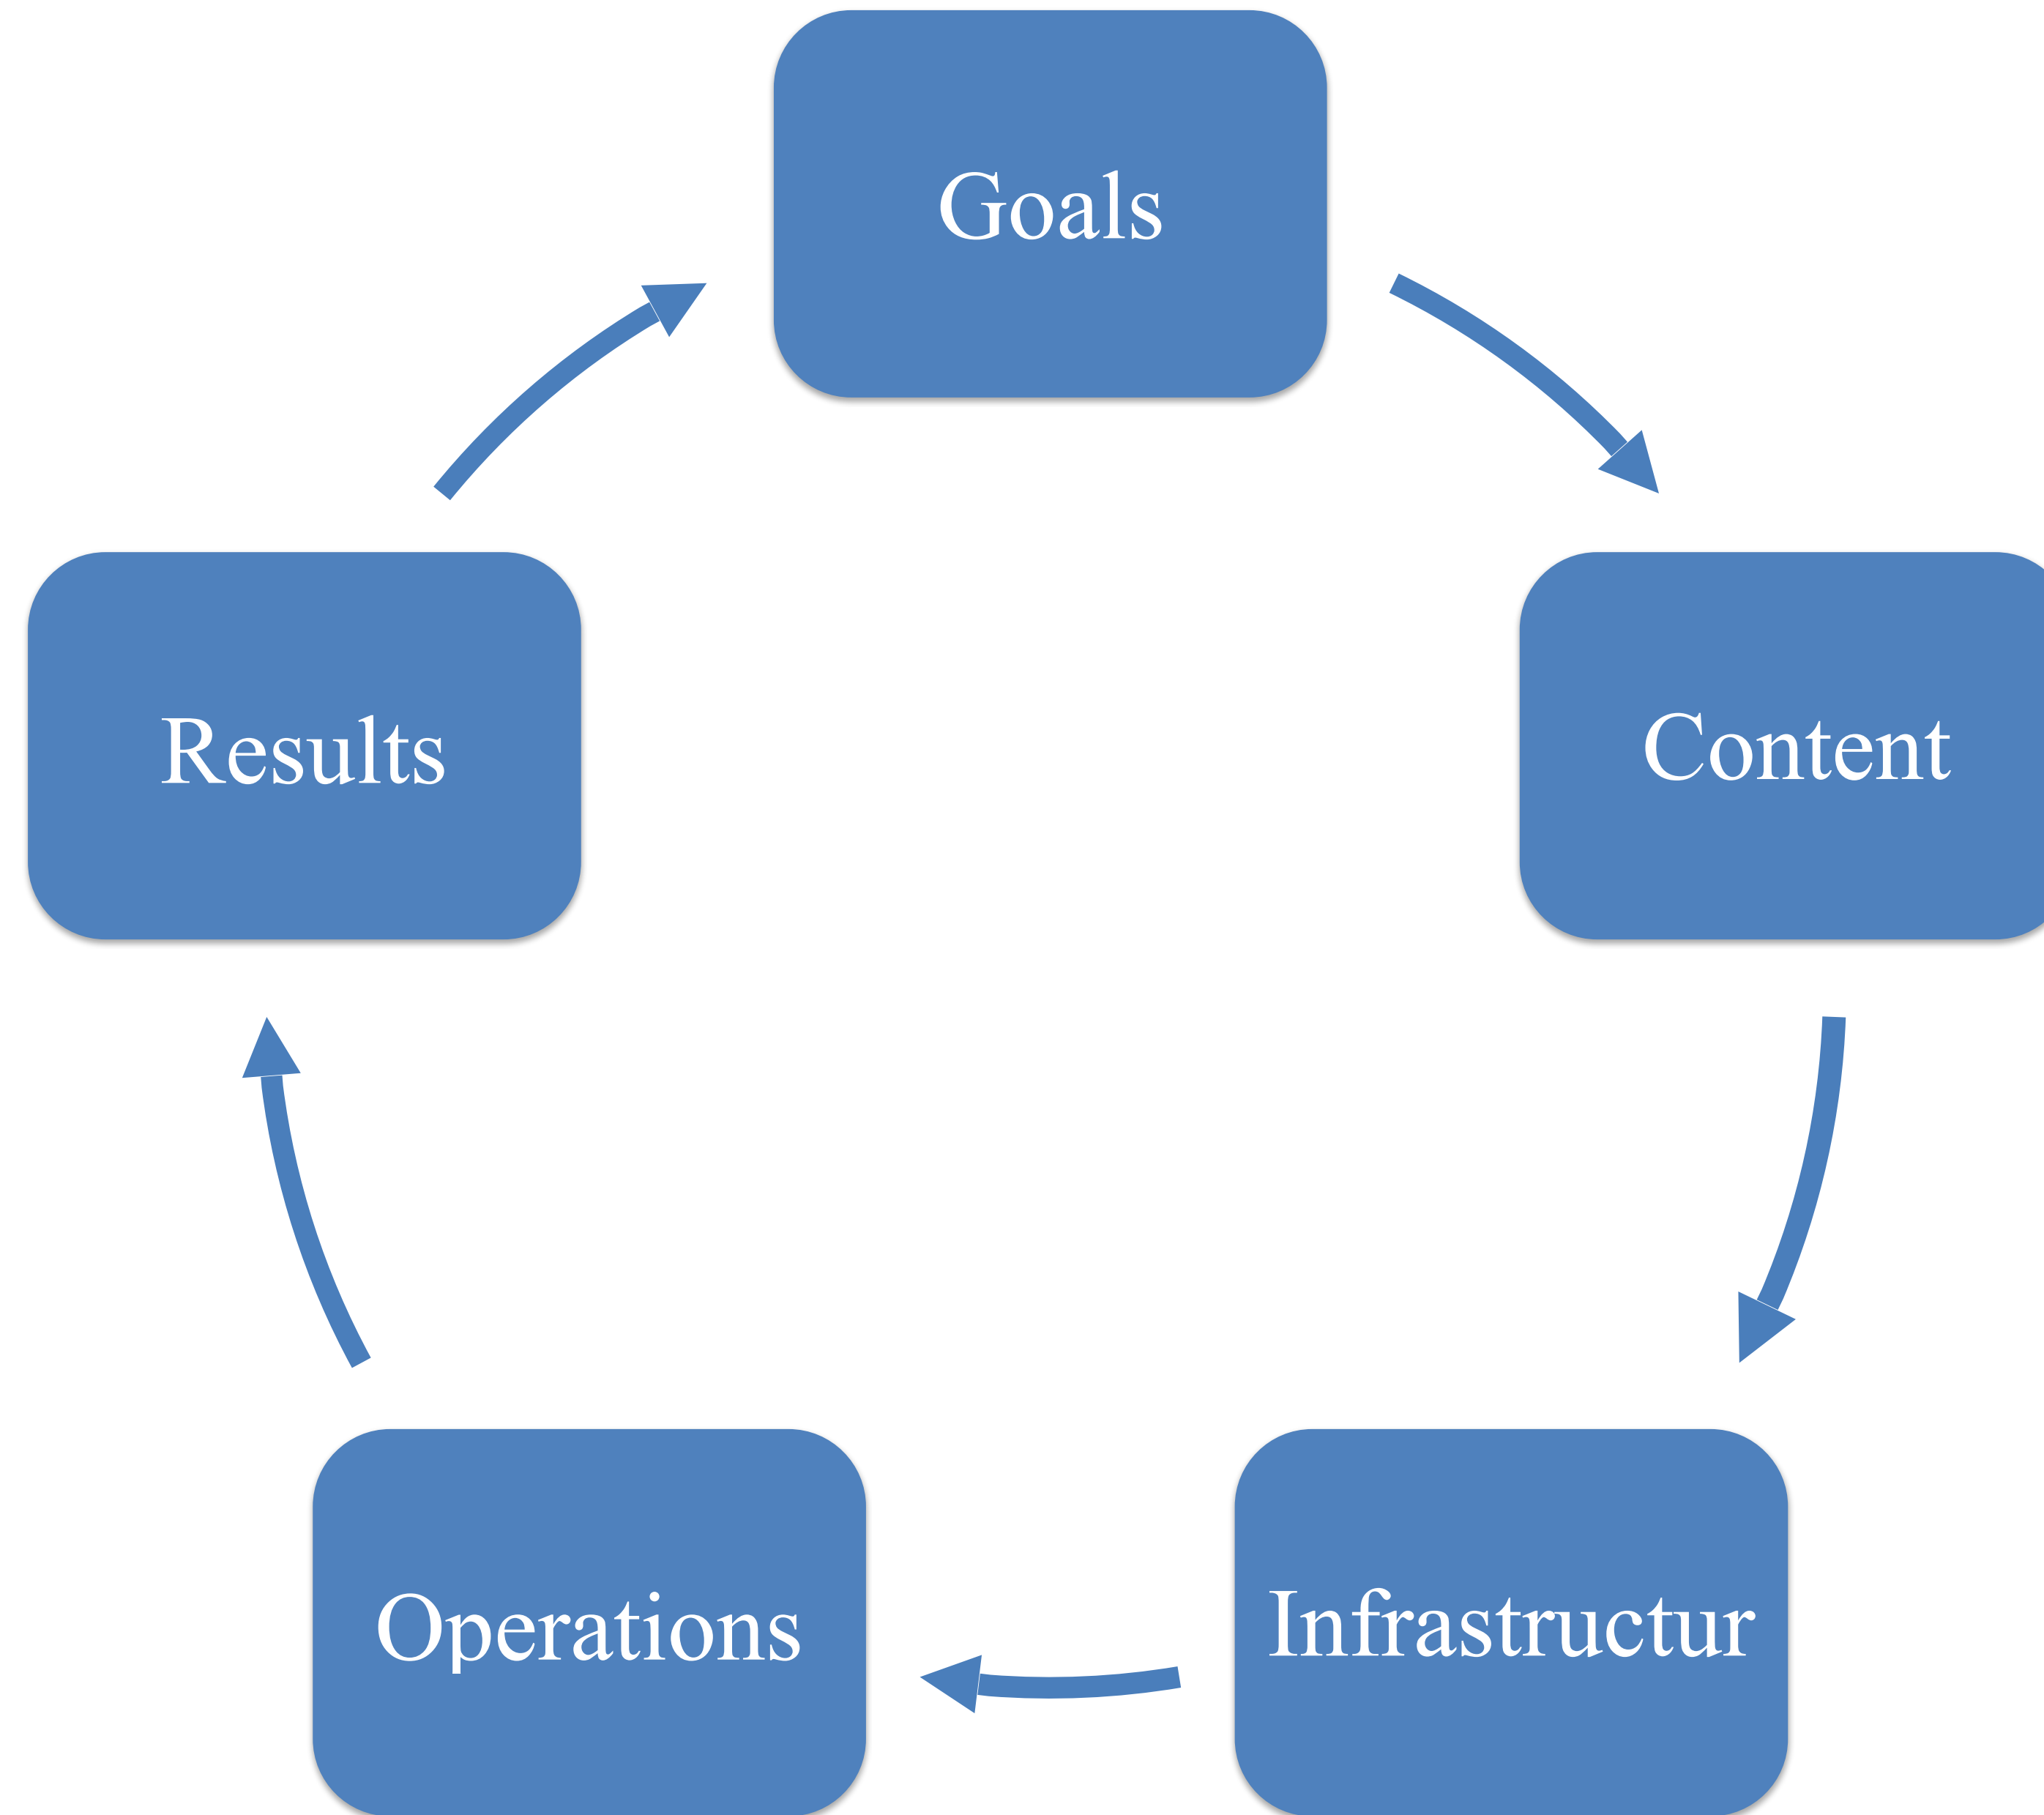 Goals
Content
Infrastructur
Operations
Results